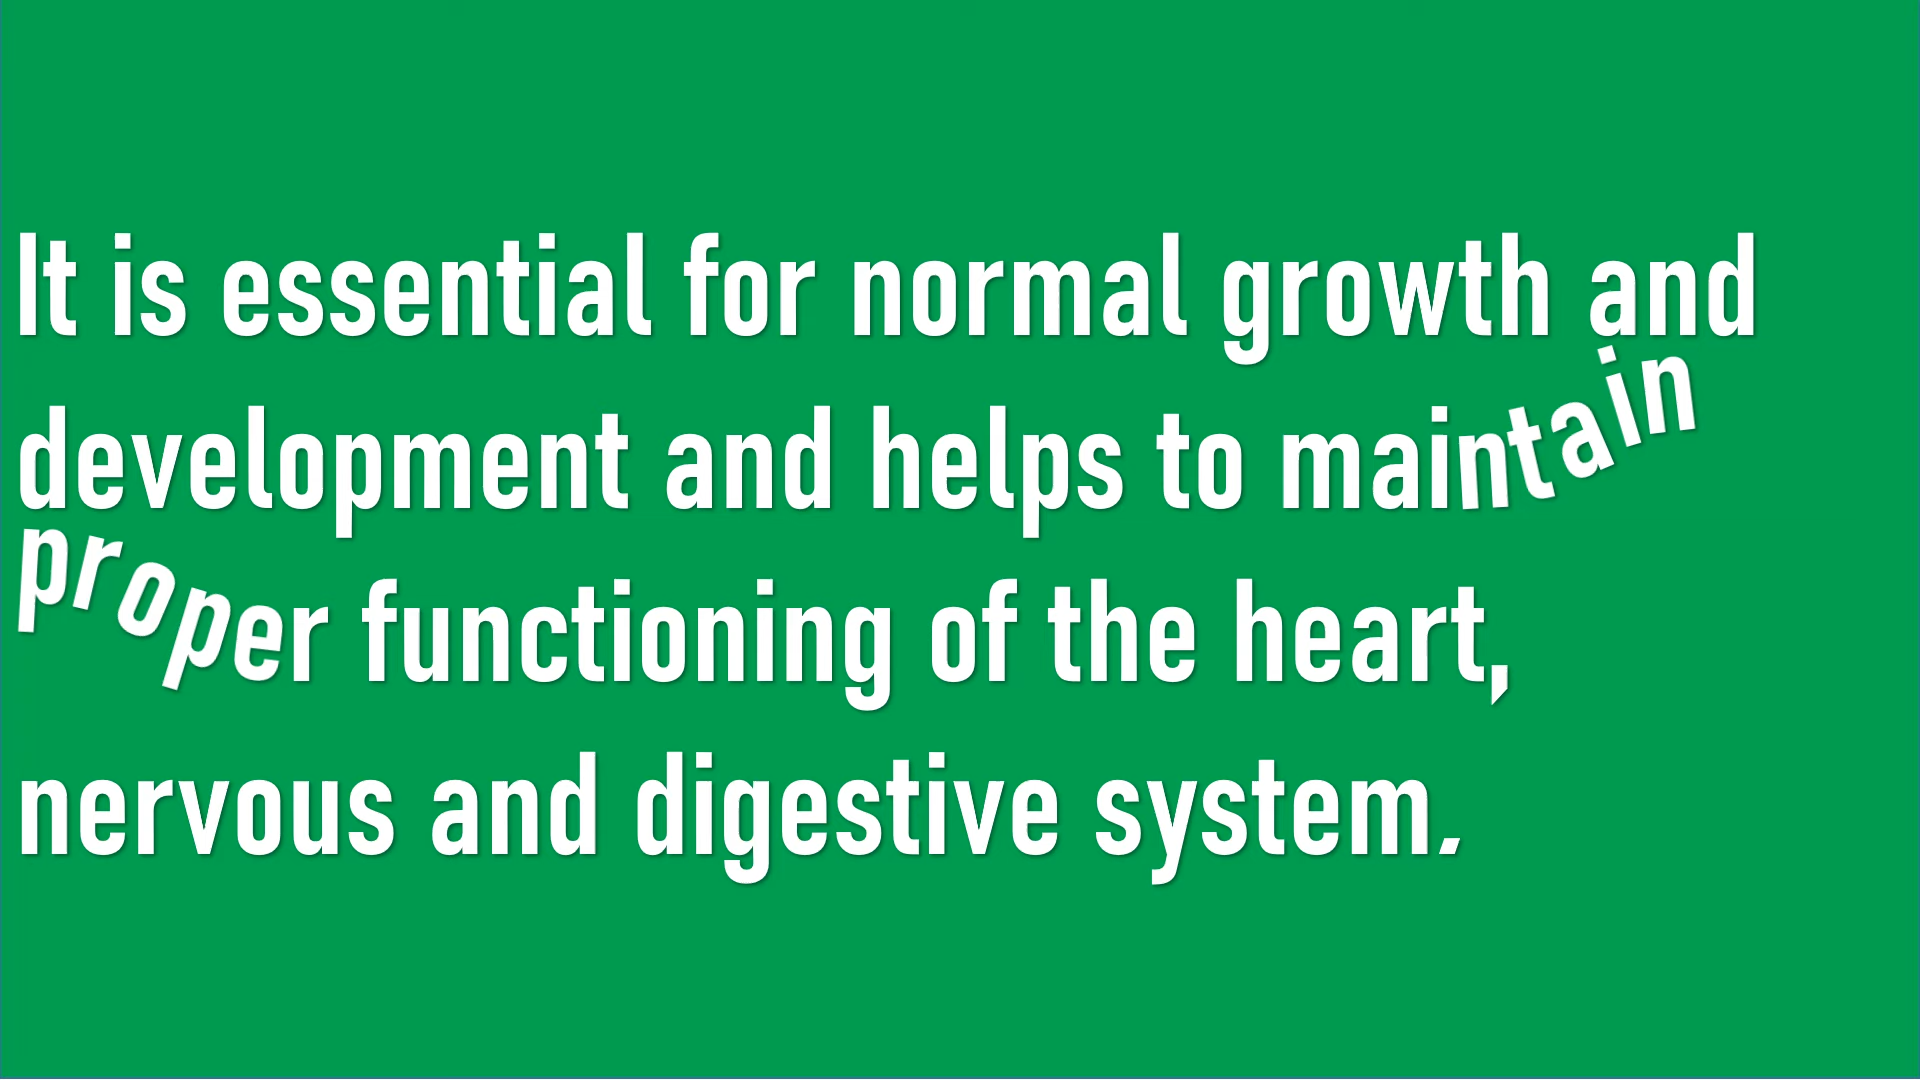 It is essential for normal growth and
development and helps to maintain
proper functioning of the heart,
nervous and digestive system.